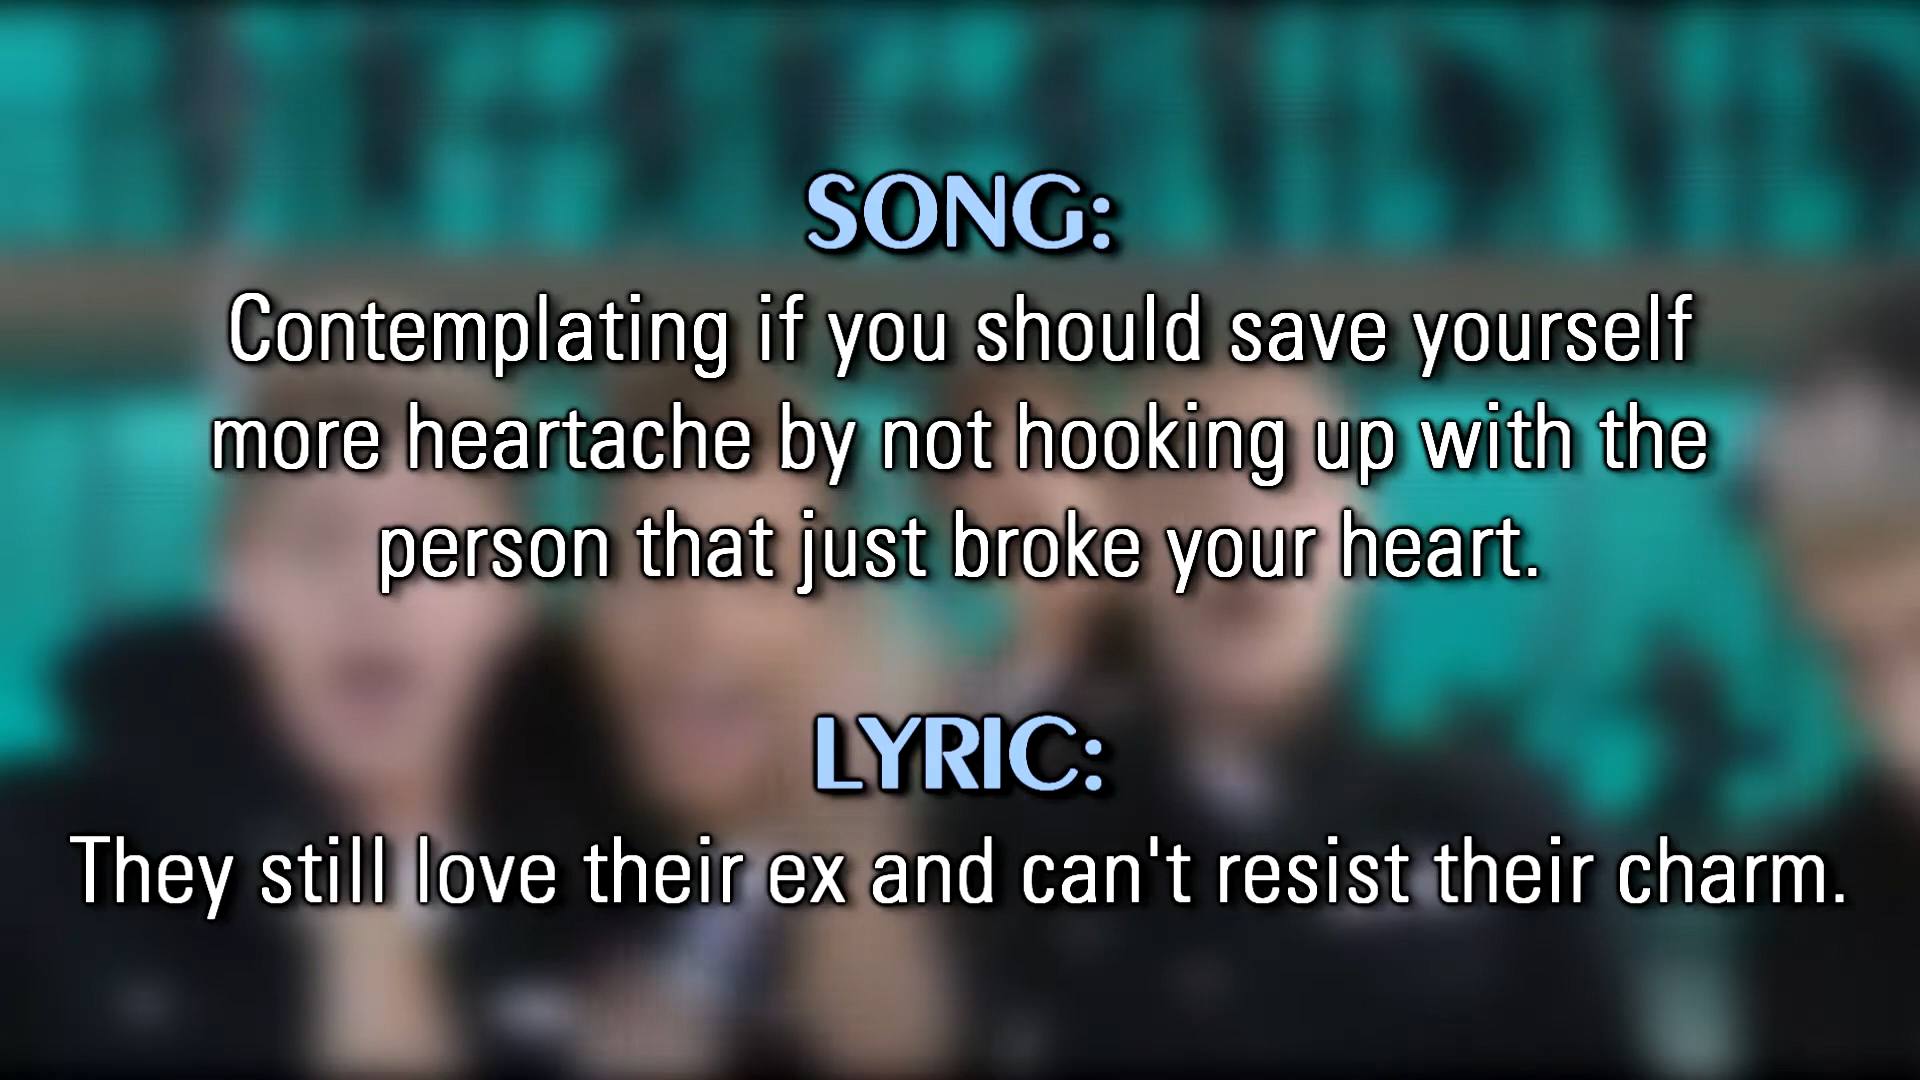 SONG:
Contemplating if you should save yourself
more heartache by not hooking up with the
person that just broke your heart.
LYRIC:
They still love their ex and can't resist their charm.